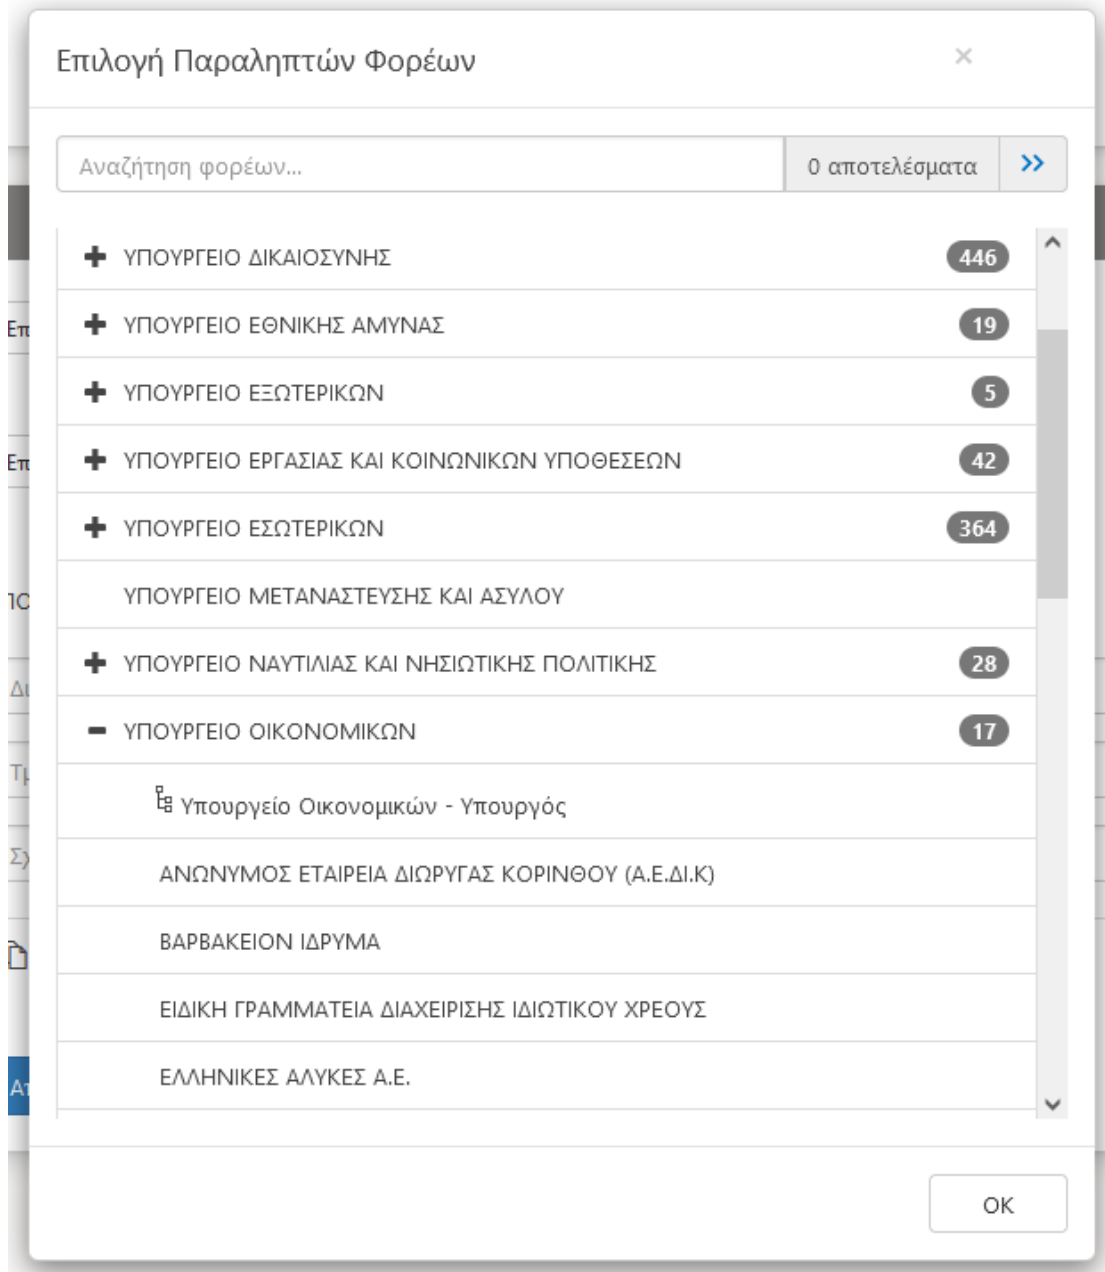 Επιλογή Παραληπτών Φορέων
×
Αναζήτηση φορέων...
0 αποτελέσματα
ΥΠΟΥΡΓΕΙΟ ΔΙΚΑΙΟΣΥΝΗΣ 446
ΥΠΟΥΡΓΕΙΟ ΕΘΝΙΚΗΣ ΑΜΥΝΑΣ 19
ΥΠΟΥΡΓΕΙΟ ΕΞΩΤΕΡΙΚΩΝ 5
ΥΠΟΥΡΓΕΙΟ ΕΡΓΑΣΙΑΣ ΚΑΙ ΚΟΙΝΩΝΙΚΩΝ ΥΠΟΘΕΣΕΩΝ 42
ΥΠΟΥΡΓΕΙΟ ΕΣΩΤΕΡΙΚΩΝ 364
ΥΠΟΥΡΓΕΙΟ ΜΕΤΑΝΑΣΤΕΥΣΗΣ ΚΑΙ ΑΣΥΛΟΥ
ΥΠΟΥΡΓΕΙΟ ΝΑΥΤΙΛΙΑΣ ΚΑΙ ΝΗΣΙΩΤΙΚΗΣ ΠΟΛΙΤΙΚΗΣ 28
ΥΠΟΥΡΓΕΙΟ ΟΙΚΟΝΟΜΙΚΩΝ 17
Υπουργείο Οικονομικών - Υπουργός
ΑΝΩΝΥΜΟΣ ΕΤΑΙΡΕΙΑ ΔΙΩΡΥΓΑΣ ΚΟΡΙΝΘΟΥ (Α.Ε.ΔΙ.Κ)
ΒΑΡΒΑΚΕΙΟΝ ΙΔΡΥΜΑ
ΕΙΔΙΚΗ ΓΡΑΜΜΑΤΕΙΑ ΔΙΑΧΕΙΡΙΣΗΣ ΙΔΙΩΤΙΚΟΥ ΧΡΕΟΥΣ
ΕΛΛΗΝΙΚΕΣ ΑΛΥΚΕΣ Α.Ε.
OK